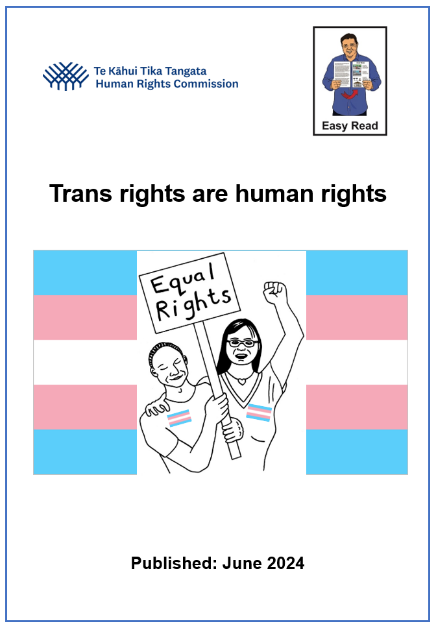 Te Kāhui Tika Tangata
Human Rights Commission
Easy Read
Trans rights are human rights
Equal
Rights
Published: June 2024